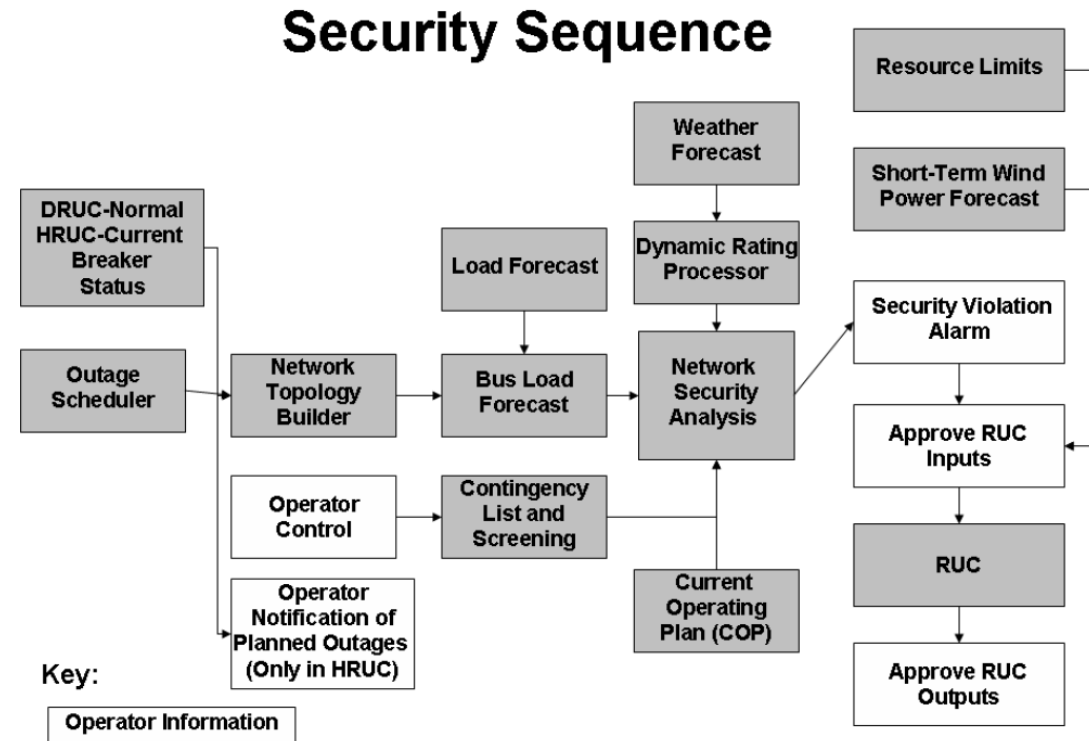 Security Sequence
Resource Limits
Weather
Forecast
Short-Term Wind
Power Forecast
DRUC-Normal
HRUC-Current
Breaker
Status
Load Forecast
Dynamic Rating
Processor
Security Violation
Alarm
Outage
Scheduler
Network
Topology
Builder
Bus Load
Forecast
Network
Security
Analysis
Approve RUC
Inputs
Operator
Control
Contingency
List and
Screening
RUC
Operator
Notification of
Planned Outages
(Only in HRUC)
Current
Operating
Plan (COP)
Approve RUC
Outputs
Key:
Operator Information